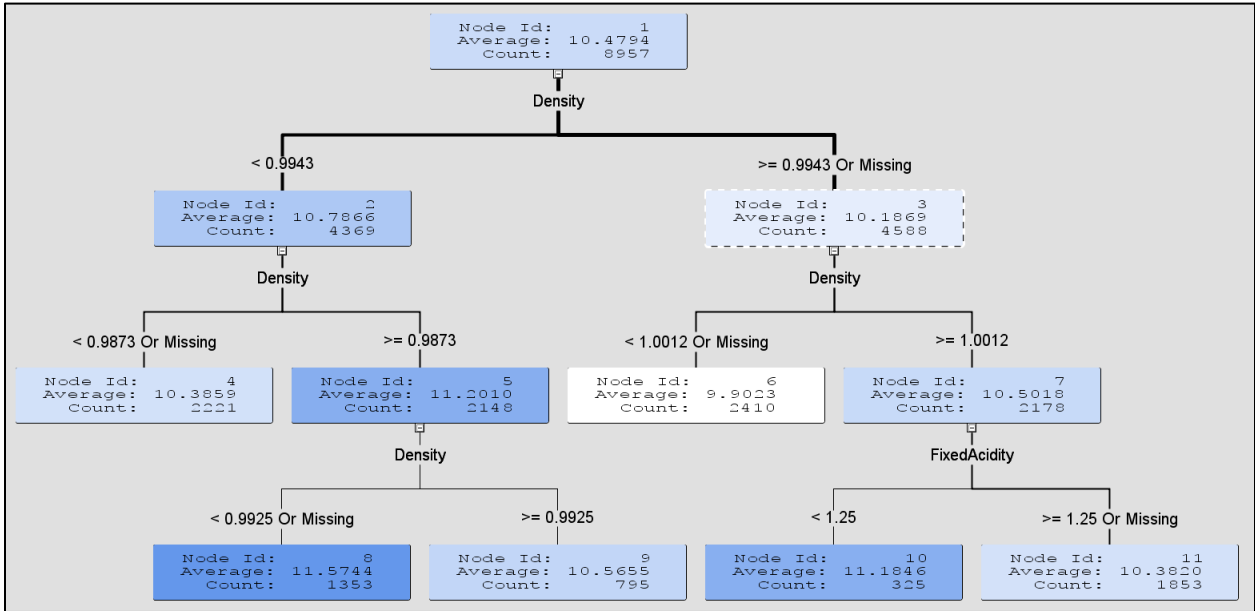 Node Id: 1
Average: 10.4794
Count: 8957
Density
< 0.9943
>= 0.9943 Or Missing
Node Id: 2
Average: 10.7866
Count: 4369
Node Id: 3
Average: 10.1869
Count: 4588
Density
Density
< 0.9873 Or Missing
>= 0.9873
< 1.0012 Or Missing
>= 1.0012
Node Id: 4
Average: 10.3859
Count: 2221
Node Id: 5
Average: 11.2010
Count: 2148
Node Id: 6
Average: 9.9023
Count: 2410
Node Id: 7
Average: 10.5018
Count: 2178
Density
FixedAcidity
< 0.9925 Or Missing
>= 0.9925
< 1.25
>= 1.25 Or Missing
Node Id: 8
Average: 11.5744
Count: 1353
Node Id: 9
Average: 10.5655
Count: 795
Node Id: 10
Average: 11.1846
Count: 325
Node Id: 11
Average: 10.3820
Count: 1853